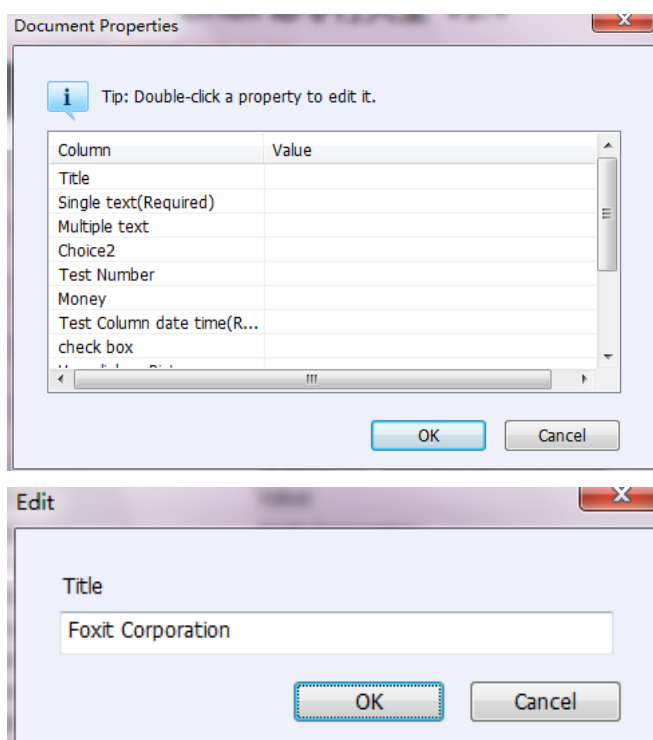 Document Properties
Tip: Double-click a property to edit it.
Column Value
Title
Single text(Required)
Multiple text
Choice2
Test Number
Money
Test Column date time(R...
check box
OK Cancel
Edit
Title
Foxit Corporation
OK Cancel